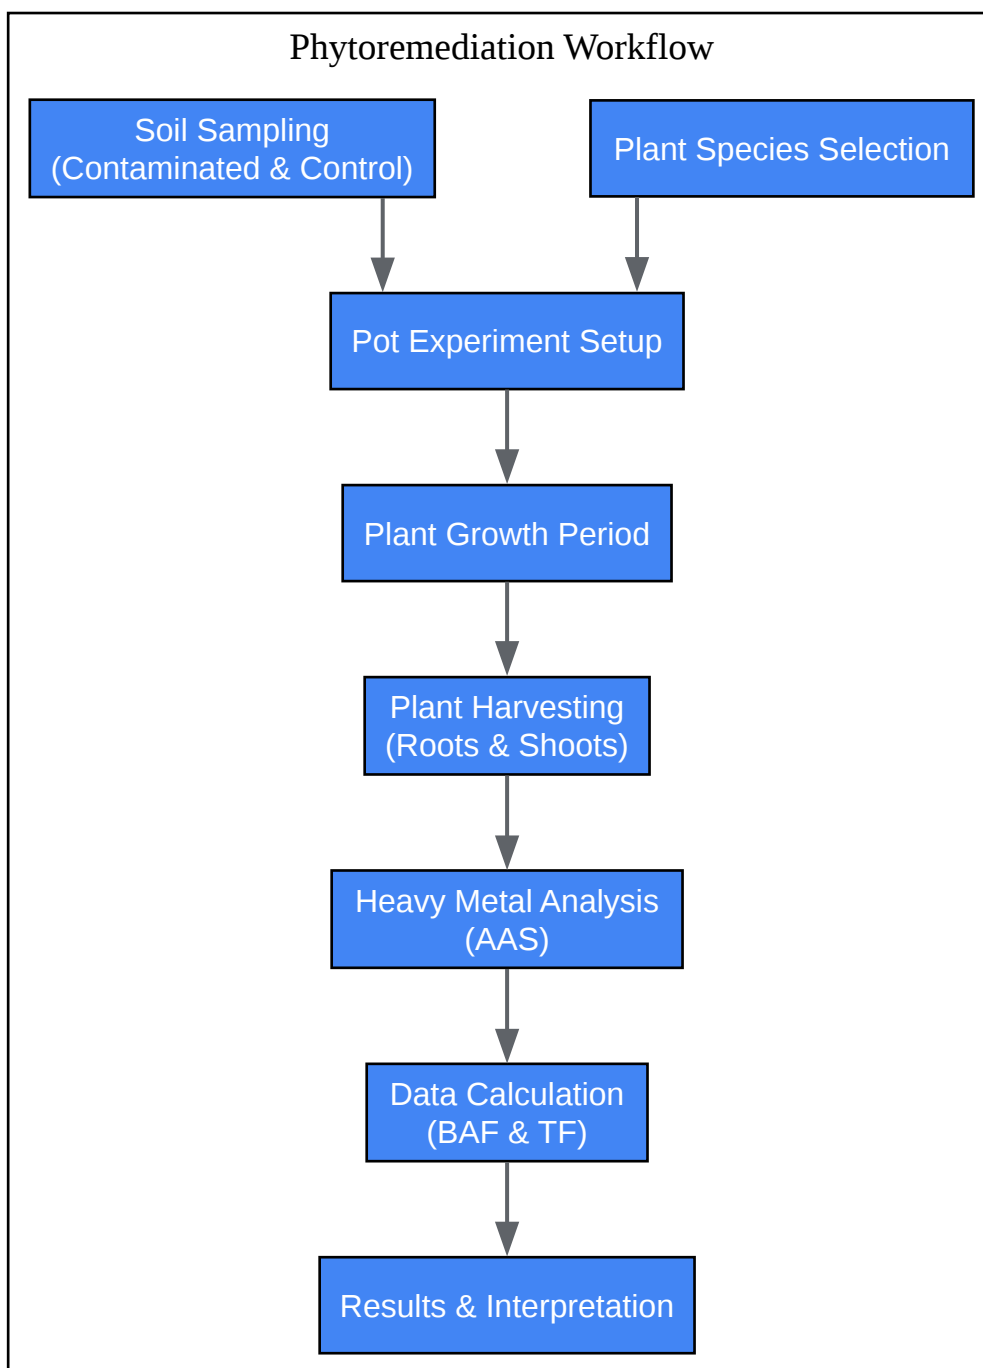 Phytoremediation Workflow
Soil Sampling
(Contaminated & Control)
Plant Species Selection
Pot Experiment Setup
Plant Growth Period
Plant Harvesting
(Roots & Shoots)
Heavy Metal Analysis
(AAS)
Data Calculation
(BAF & TF)
Results & Interpretation